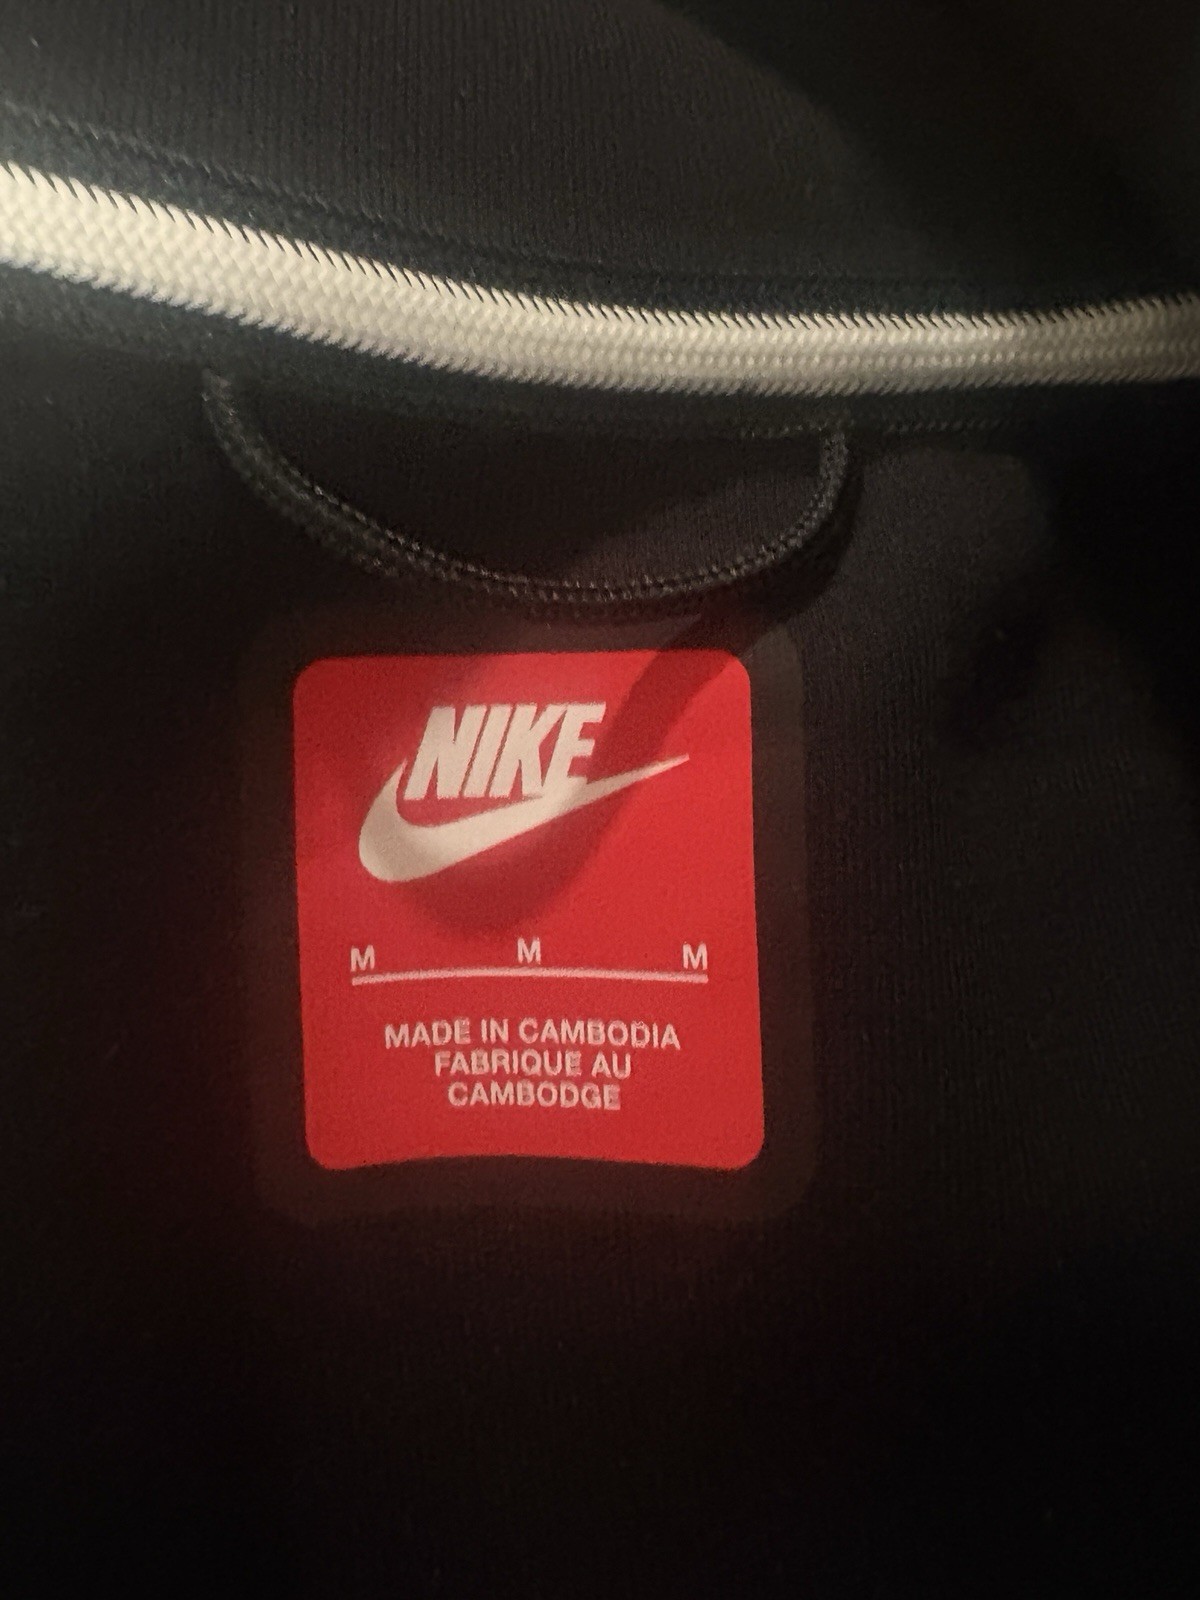 NIKE
M M M
MADE IN CAMBODIA
FABRIQUE AU
CAMBODGE